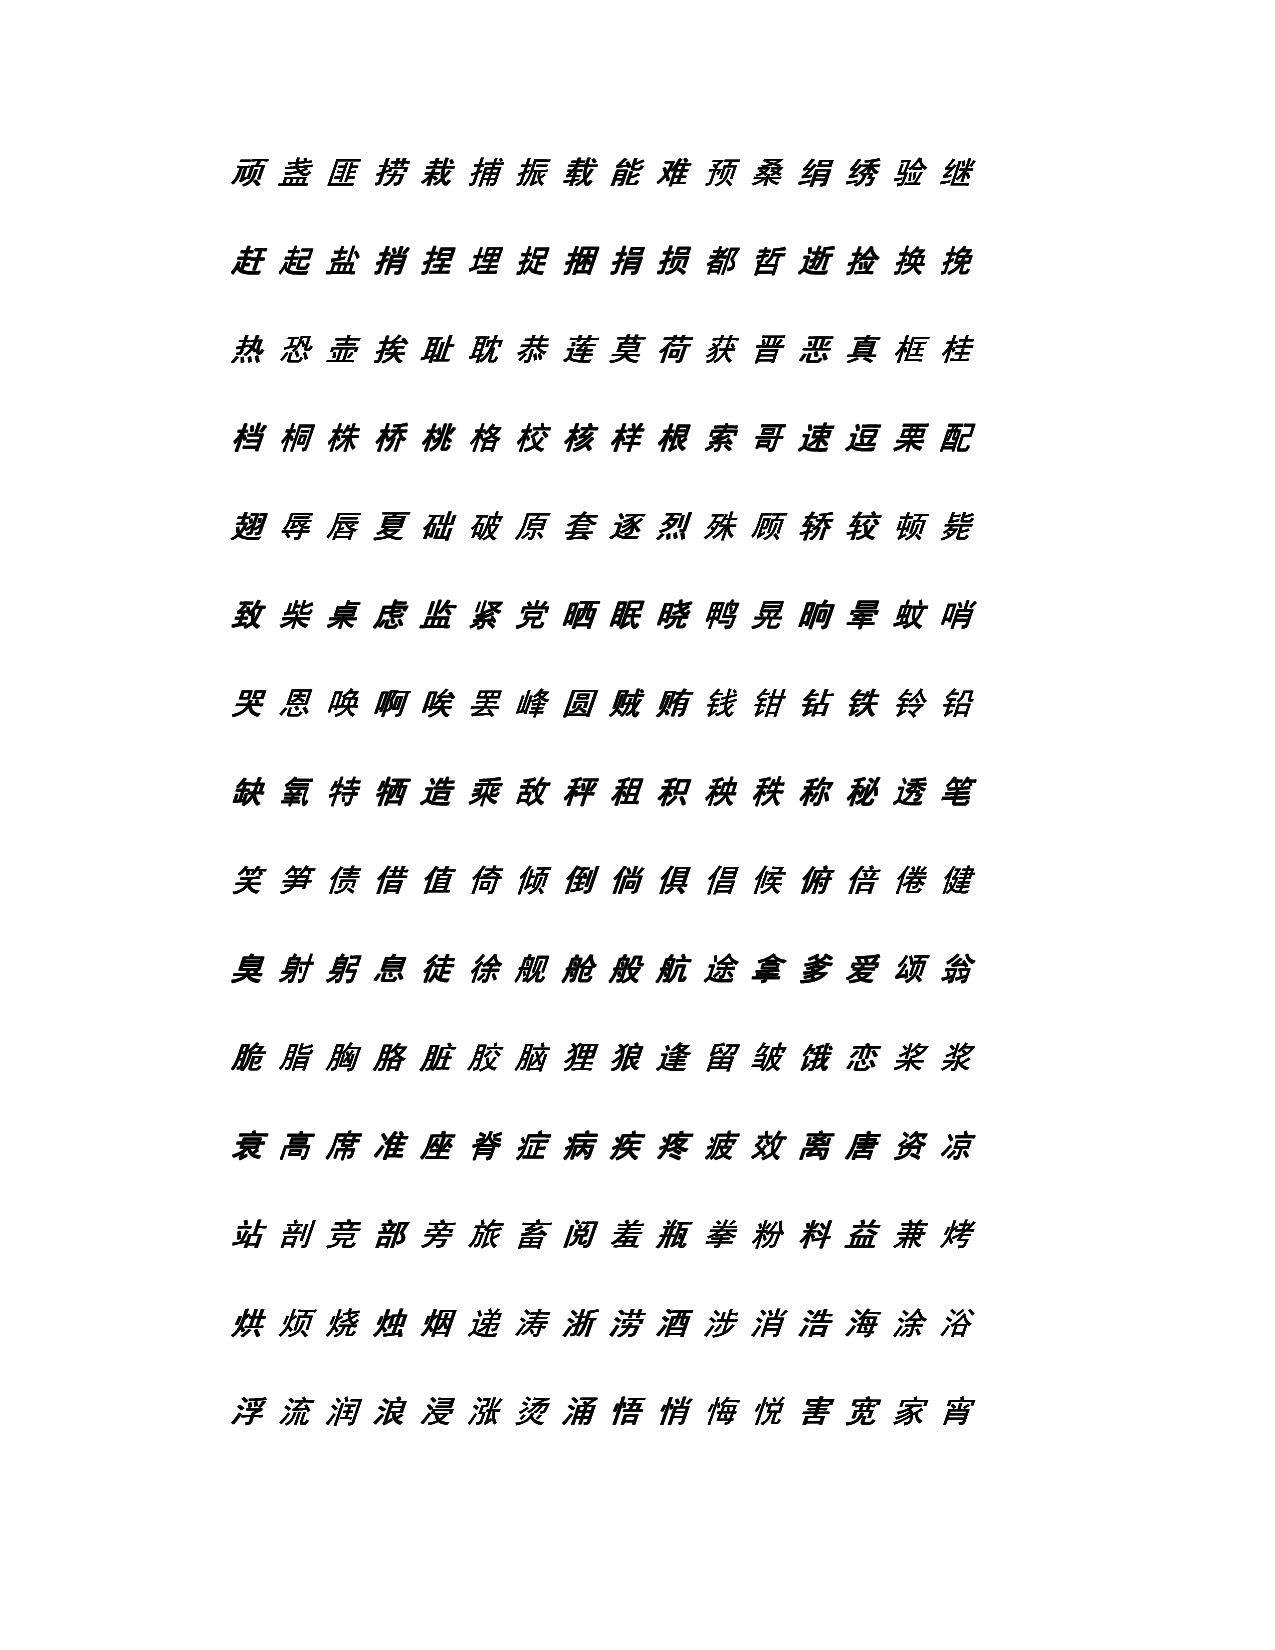 顽 盏 匪 捞 栽 捕 振 载 能 难 预 桑 绢 绣 验 继
赶 起 盐 捎 捏 埋 捉 捆 捐 损 都 哲 逝 捡 换 挽
热 恐 壶 挨 耻 耽 恭 莲 莫 荷 获 晋 恶 真 框 桂
档 桐 株 桥 桃 格 校 核 样 根 索 哥 速 逗 栗 配
翅 辱 唇 夏 础 破 原 套 逐 烈 殊 顾 轿 较 顿 毙
致 柴 桌 虑 监 紧 党 晒 眠 晓 鸭 晃 晌 晕 蚊 哨
哭 恩 唤 啊 唉 罢 峰 圆 贼 贿 钱 钳 钻 铁 铃 铅
缺 氧 特 牺 造 乘 敌 秤 租 积 秧 秩 称 秘 透 笔
笑 笋 债 借 值 倚 倾 倒 倘 俱 倡 候 俯 倍 倦 健
臭 射 躬 息 徒 徐 舰 舱 般 航 途 拿 爹 爱 颂 翁
脆 脂 胸 胳 脏 胶 脑 狸 狼 逢 留 皱 饿 恋 桨 浆
衰 高 席 准 座 脊 症 病 疾 疼 疲 效 离 唐 资 凉
站 剖 竞 部 旁 旅 畜 阅 羞 瓶 拳 粉 料 益 兼 烤
烘 烦 烧 烛 烟 递 涛 浙 涝 酒 涉 消 浩 海 涂 浴
浮 流 润 浪 浸 涨 烫 涌 悟 悄 悔 悦 害 宽 家 宵